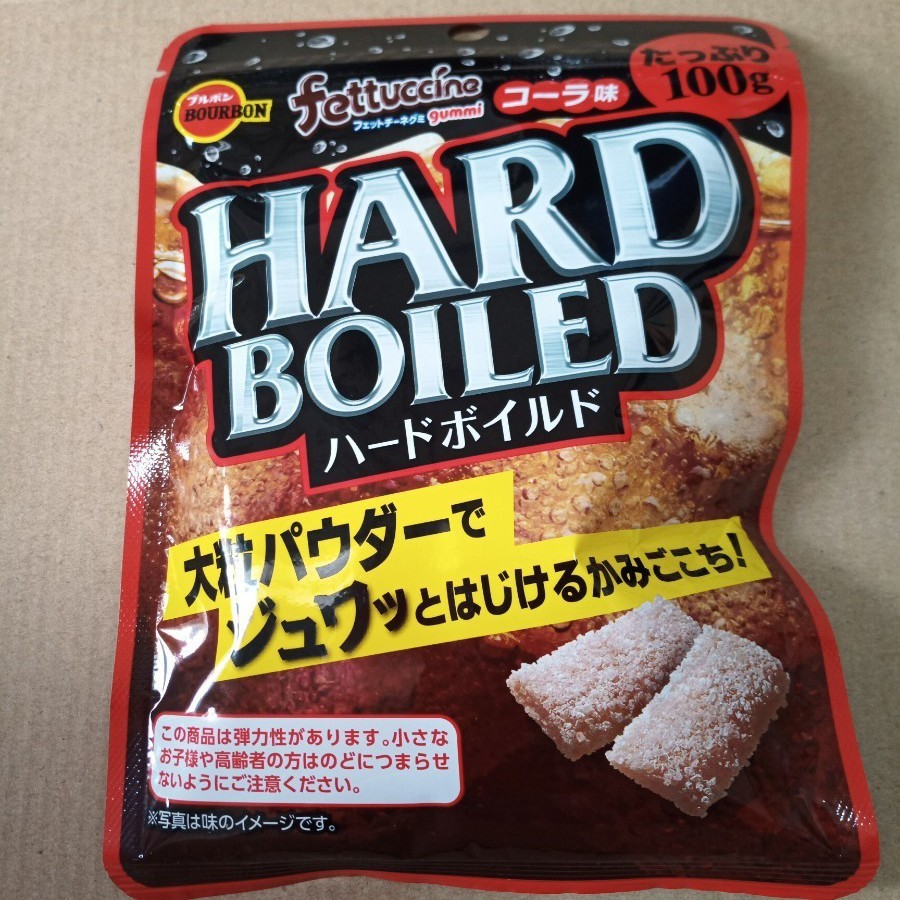 ブルボン
BOURBON
fettuccine
フェットチーネグミ gummi
コーラ味
たっぷり
100g
HARD
BOILED
ハードボイルド
大粒パウダーで
ジュワッとはじけるかみごこち!
この商品は弾力性があります。小さな
お子様や高齢者の方はのどにつまらせ
ないようにご注意ください。
※写真は味のイメージです。